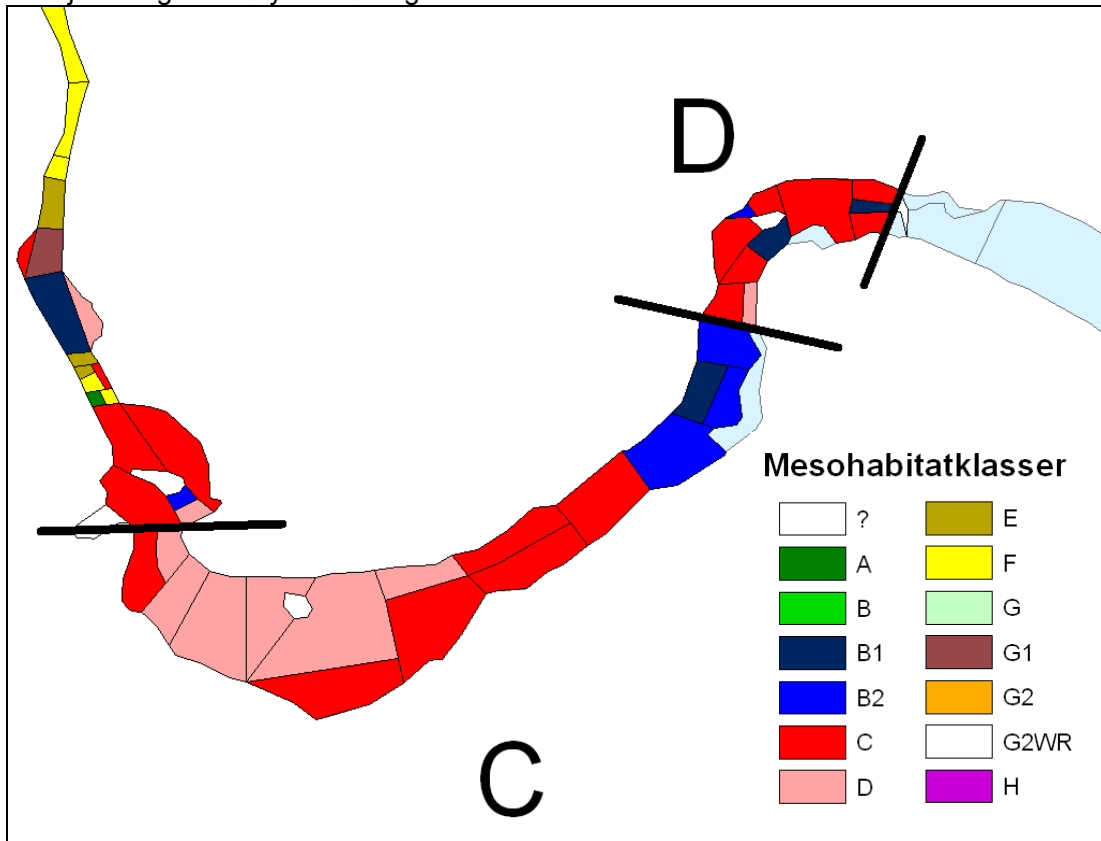 D
Mesohabitatklasser
? E
A F
B G
B1 G1
B2 G2
C G2WR
D H
C